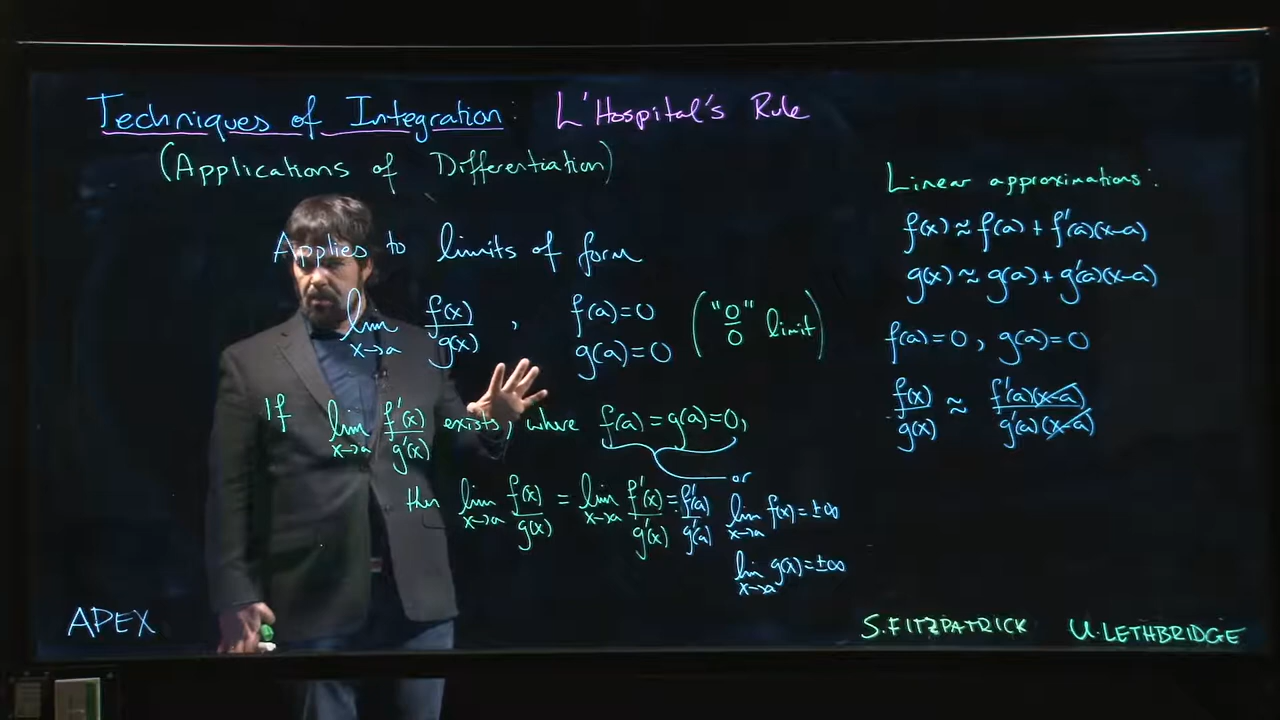 Techniques of Integration: L'Hospital's Rule
(Applications of Differentiation)
Applies to limits of form
lim x→a f(x)/g(x), f(a)=0 g(a)=0 ("0/0" limit)
If lim x→a f'(x)/g'(x) exists, where f(a)=g(a)=0,
or
then lim x→a f(x)/g(x) = lim x→a f'(x)/g'(x) = f'(a)/g'(a)
lim x→a f(x)=±∞
lim x→a g(x)=±∞
Linear approximations:
f(x)≈f(a)+f'(a)(x-a)
g(x)≈g(a)+g'(a)(x-a)
f(a)=0, g(a)=0
f(x)/g(x) ≈ f'(a)(x-a)/g'(a)(x-a)
APEX
S.FITZPATRICK U.LETHBRIDGE